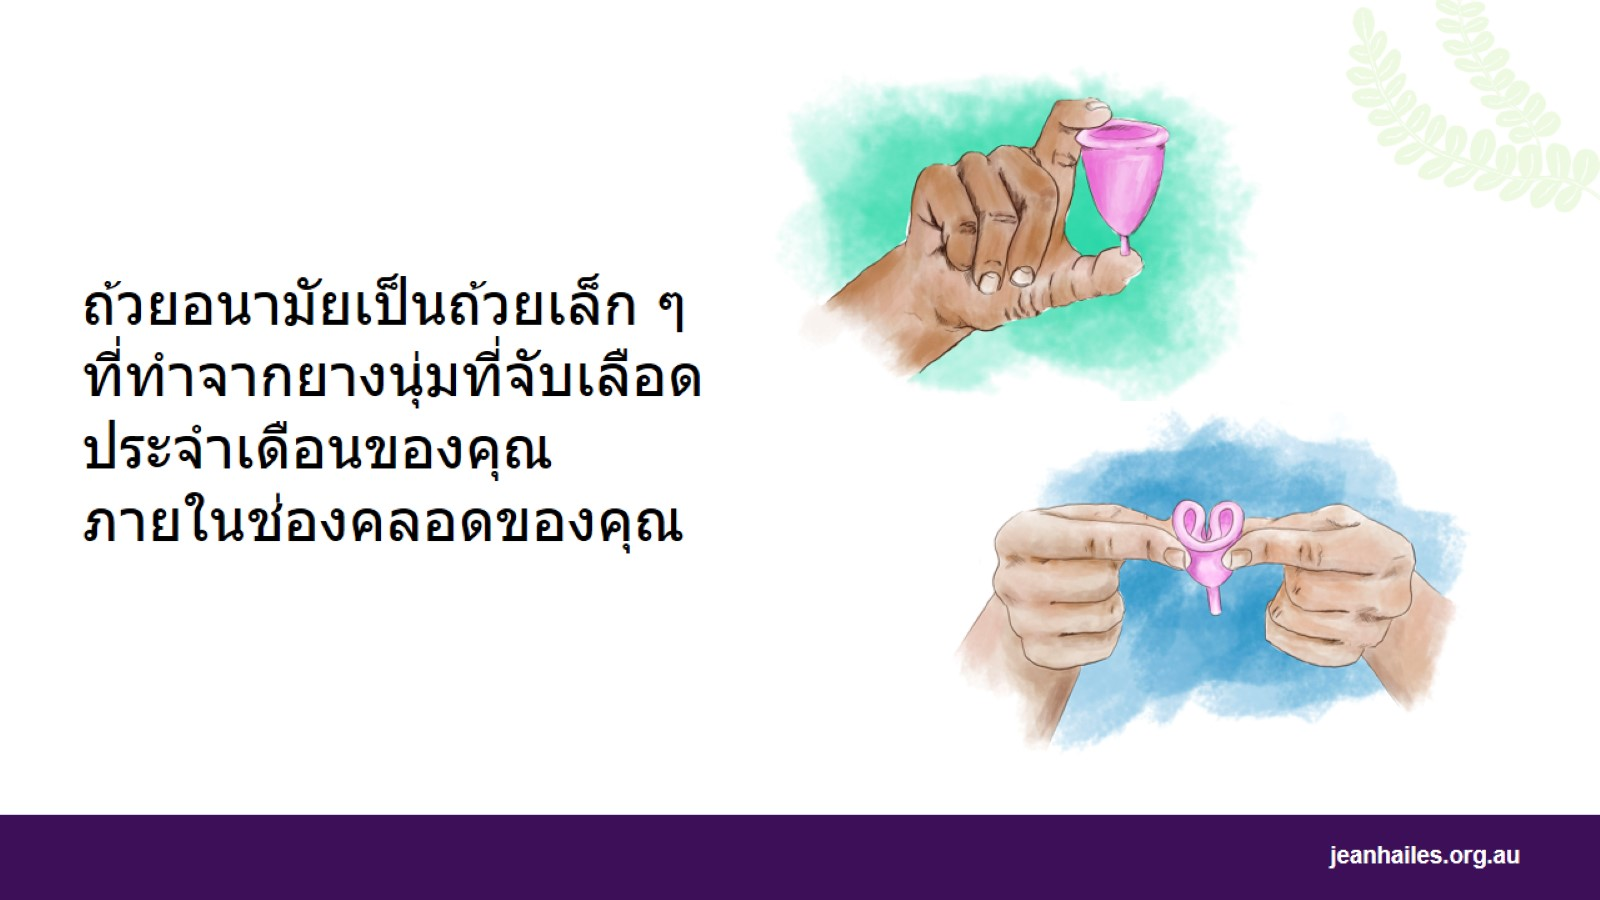 ถ้วยอนามัยเป็นถ้วยเล็ก ๆ
ที่ทำจากยางนุ่มที่จับเลือด
ประจำเดือนของคุณ
ภายในช่องคลอดของคุณ
jeanhailes.org.au